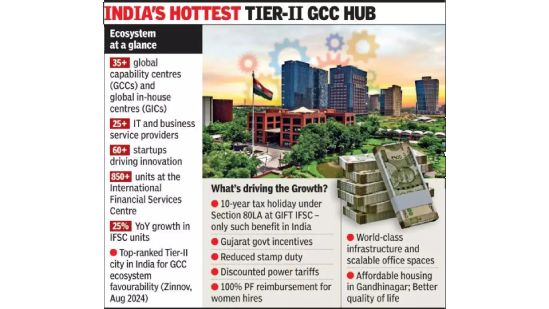 INDIA'S HOTTEST TIER-II GCC HUB
Ecosystem
at a glance
35+ global
capability centres
(GCCs) and
global in-house
centres (GICs)
25+ IT and business
service providers
60+ startups
driving innovation
850+ units at the
International
Financial Services
Centre
25% YoY growth in
IFSC units
● Top-ranked Tier-II
city in India for GCC
ecosystem
favourability (Zinnov,
Aug 2024)
What's driving the Growth?
● 10-year tax holiday under
Section 80LA at GIFT IFSC –
only such benefit in India
● Gujarat govt incentives
● Reduced stamp duty
● Discounted power tariffs
● 100% PF reimbursement for
women hires
● World-class
infrastructure and
scalable office spaces
● Affordable housing
in Gandhinagar; Better
quality of life